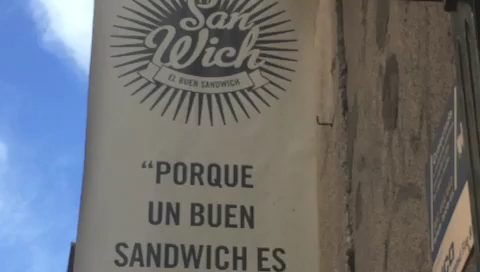 San
Wich
EL BUEN SANDWICH
“PORQUE
UN BUEN
SANDWICH ES